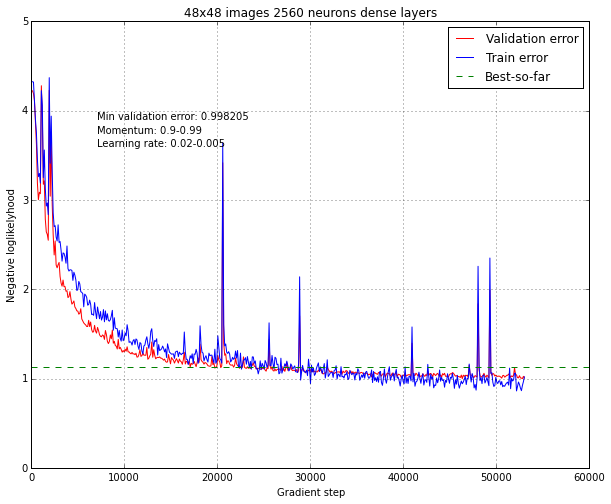 48x48 images 2560 neurons dense layers
Validation error
Train error
Best-so-far
Min validation error: 0.998205
Momentum: 0.9-0.99
Learning rate: 0.02-0.005
Negative loglikelyhood
5
4
3
2
1
0
0 10000 20000 30000 40000 50000 60000
Gradient step